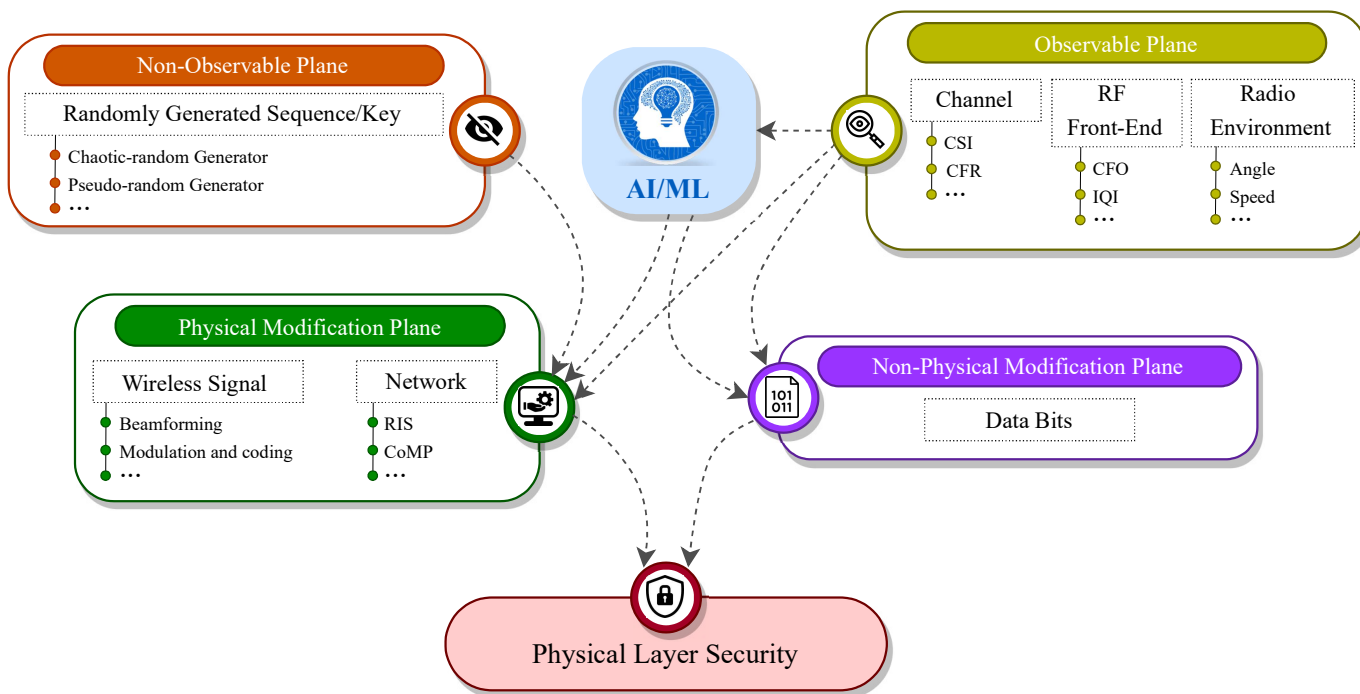 Non-Observable Plane
Randomly Generated Sequence/Key
Chaotic-random Generator
Pseudo-random Generator
...
AI/ML
Observable Plane
Channel
CSI
CFR
...
RF
Front-End
CFO
IQI
...
Radio
Environment
Angle
Speed
...
Physical Modification Plane
Wireless Signal
Beamforming
Modulation and coding
...
Network
RIS
CoMP
...
Non-Physical Modification Plane
101
011
Data Bits
Physical Layer Security